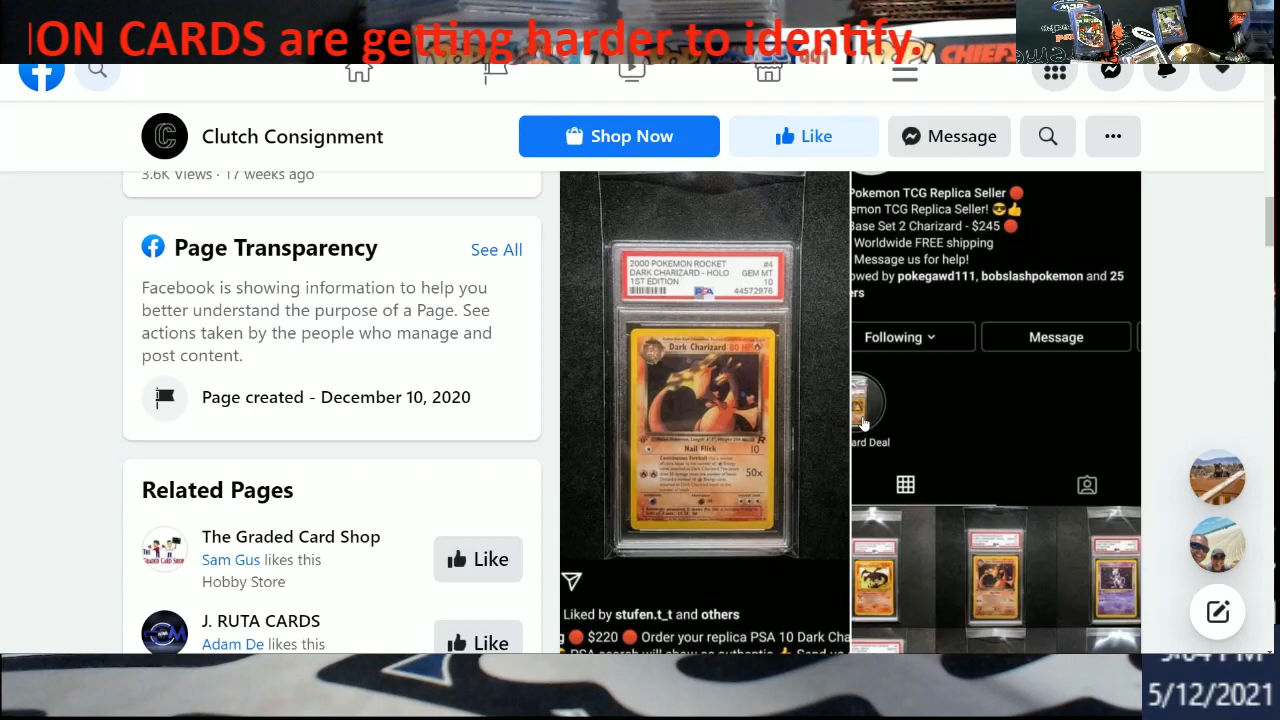 ION CARDS are getting harder to identify.
Clutch Consignment
Shop Now
Like
Message
3.6K Views · 17 weeks ago
Page Transparency
See All
Facebook is showing information to help you
better understand the purpose of a Page. See
actions taken by the people who manage and
post content.
Page created - December 10, 2020
Related Pages
The Graded Card Shop
Sam Gus likes this
Hobby Store
Like
J. RUTA CARDS
Adam De likes this
Like
2000 POKEMON ROCKET #4
DARK CHARIZARD - HOLO GEM MT
1ST EDITION 10
PSA 44572976
Dark Charizard 80 HP
Nail Flick 10
50x
Liked by stufen.t_t and others
$220 🔴 Order your replica PSA 10 Dark Cha
Pokemon TCG Replica Seller 🔴
emon TCG Replica Seller! 😎👍
Base Set 2 Charizard - $245 🔴
Worldwide FREE shipping
Message us for help!
owed by pokegawd111, bobslashpokemon and 25
ers
Following
Message
ard Deal
5/12/2021